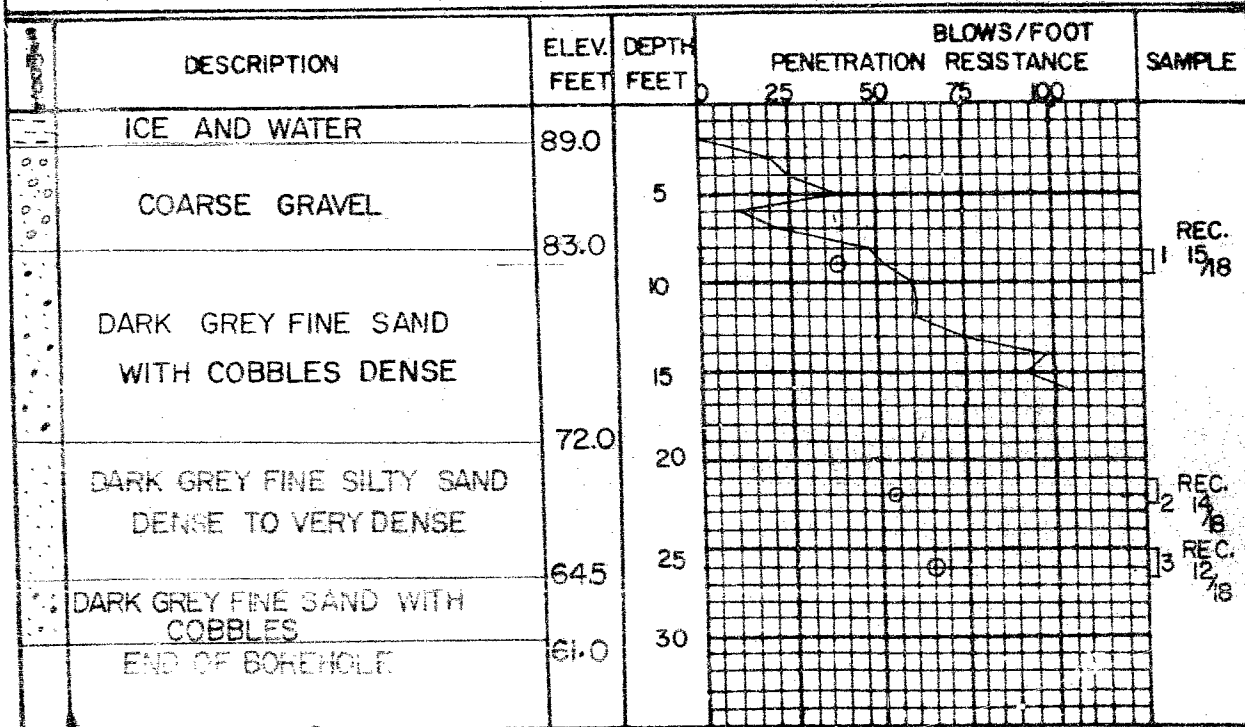 DESCRIPTION
ELEV. FEET
DEPTH FEET
BLOWS/FOOT
PENETRATION RESISTANCE
SAMPLE
0 25 50 75 100
ICE AND WATER
89.0
5
COARSE GRAVEL
83.0
REC.
1 15/18
10
DARK GREY FINE SAND
WITH COBBLES DENSE
15
72.0
20
DARK GREY FINE SILTY SAND
DENSE TO VERY DENSE
REC.
2 14/18
25
64.5
REC.
3 12/18
DARK GREY FINE SAND WITH
COBBLES
30
61.0
END OF BOREHOLE